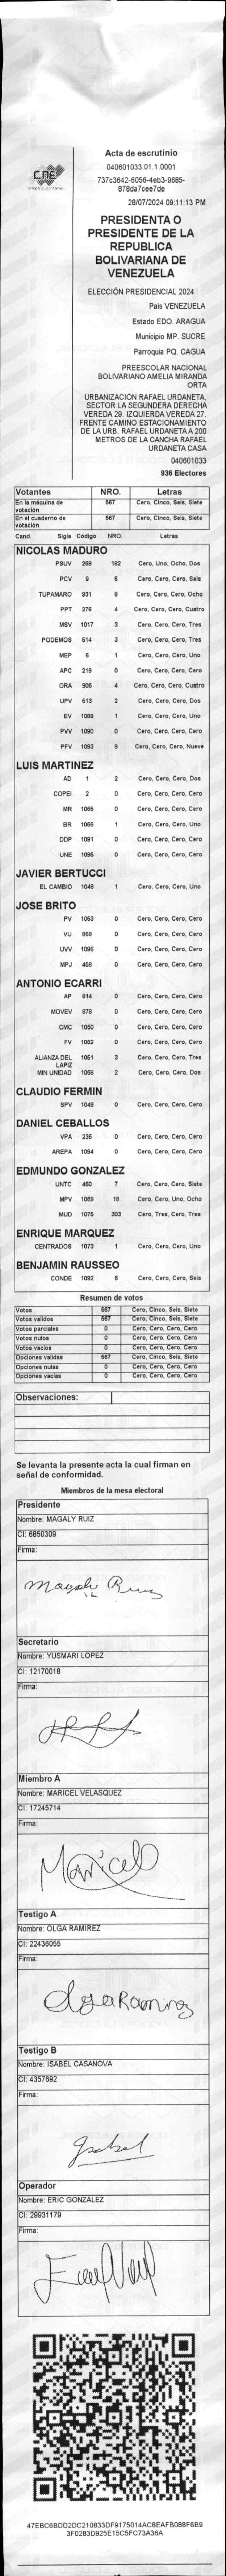 CNE
Acta de escrutinio
040601033.01.1.0001
737c3642-6056-4eb3-9685-
978da7cee7de
28/07/2024 09:11:13 PM
PRESIDENTA O
PRESIDENTE DE LA
REPUBLICA
BOLIVARIANA DE
VENEZUELA
ELECCIÓN PRESIDENCIAL 2024
País VENEZUELA
Estado EDO. ARAGUA
Municipio MP. SUCRE
Parroquia PQ. CAGUA
PREESCOLAR NACIONAL
BOLIVARIANO AMELIA MIRANDA
ORTA
URBANIZACIÓN RAFAEL URDANETA,
SECTOR LA SEGUNDERA DERECHA
VEREDA 29. IZQUIERDA VEREDA 27.
FRENTE CAMINO ESTACIONAMIENTO
DE LA URB. RAFAEL URDANETA A 200
METROS DE LA CANCHA RAFAEL
URDANETA CASA
040601033
936 Electores
Votantes NRO. Letras
En la máquina de votación 567 Cero, Cinco, Seis, Siete
En el cuaderno de votación 567 Cero, Cinco, Seis, Siete
Cand. Sigla Código NRO. Letras
NICOLAS MADURO
PSUV 269 182 Cero, Uno, Ocho, Dos
PCV 9 6 Cero, Cero, Cero, Seis
TUPAMARO 931 8 Cero, Cero, Cero, Ocho
PPT 276 4 Cero, Cero, Cero, Cuatro
MSV 1017 3 Cero, Cero, Cero, Tres
PODEMOS 514 3 Cero, Cero, Cero, Tres
MEP 6 1 Cero, Cero, Cero, Uno
APC 219 0 Cero, Cero, Cero, Cero
ORA 906 4 Cero, Cero, Cero, Cuatro
UPV 513 2 Cero, Cero, Cero, Dos
EV 1089 1 Cero, Cero, Cero, Uno
PVV 1090 0 Cero, Cero, Cero, Cero
PFV 1093 9 Cero, Cero, Cero, Nueve
LUIS MARTINEZ
AD 1 2 Cero, Cero, Cero, Dos
COPEI 2 0 Cero, Cero, Cero, Cero
MR 1065 0 Cero, Cero, Cero, Cero
BR 1066 1 Cero, Cero, Cero, Uno
DDP 1091 0 Cero, Cero, Cero, Cero
UNE 1095 0 Cero, Cero, Cero, Cero
JAVIER BERTUCCI
EL CAMBIO 1048 1 Cero, Cero, Cero, Uno
JOSE BRITO
PV 1053 0 Cero, Cero, Cero, Cero
VU 868 0 Cero, Cero, Cero, Cero
UVV 1096 0 Cero, Cero, Cero, Cero
MPJ 458 0 Cero, Cero, Cero, Cero
ANTONIO ECARRI
AP 814 0 Cero, Cero, Cero, Cero
MOVEV 978 0 Cero, Cero, Cero, Cero
CMC 1050 0 Cero, Cero, Cero, Cero
FV 1062 0 Cero, Cero, Cero, Cero
ALIANZA DEL LAPIZ 1051 3 Cero, Cero, Cero, Tres
MIN UNIDAD 1068 2 Cero, Cero, Cero, Dos
CLAUDIO FERMIN
SPV 1049 0 Cero, Cero, Cero, Cero
DANIEL CEBALLOS
VPA 236 0 Cero, Cero, Cero, Cero
AREPA 1094 0 Cero, Cero, Cero, Cero
EDMUNDO GONZALEZ
UNTC 460 7 Cero, Cero, Cero, Siete
MPV 1069 18 Cero, Cero, Uno, Ocho
MUD 1075 303 Cero, Tres, Cero, Tres
ENRIQUE MARQUEZ
CENTRADOS 1073 1 Cero, Cero, Cero, Uno
BENJAMIN RAUSSEO
CONDE 1092 6 Cero, Cero, Cero, Seis
Resumen de votos
Votos 567 Cero, Cinco, Seis, Siete
Votos validos 567 Cero, Cinco, Seis, Siete
Votos parciales 0 Cero, Cero, Cero, Cero
Votos nulos 0 Cero, Cero, Cero, Cero
Votos vacios 0 Cero, Cero, Cero, Cero
Opciones validas 567 Cero, Cinco, Seis, Siete
Opciones nulas 0 Cero, Cero, Cero, Cero
Opciones vacias 0 Cero, Cero, Cero, Cero
Observaciones:
Se levanta la presente acta la cual firman en
señal de conformidad.
Miembros de la mesa electoral
Presidente
Nombre: MAGALY RUIZ
CI: 6850309
Firma:
Magaly Ruiz
Secretario
Nombre: YUSMARI LOPEZ
CI: 12170018
Firma:
Miembro A
Nombre: MARICEL VELASQUEZ
CI: 17245714
Firma:
Maricel
Testigo A
Nombre: OLGA RAMIREZ
CI: 22436055
Firma:
Olga Ramirez
Testigo B
Nombre: ISABEL CASANOVA
CI: 4357692
Firma:
Isabel
Operador
Nombre: ERIC GONZALEZ
CI: 29931179
Firma:
47EBC6BDD2DC210833DF9175014AC8EAFB088F6B9
3F0283D925E15C5FC73A36A